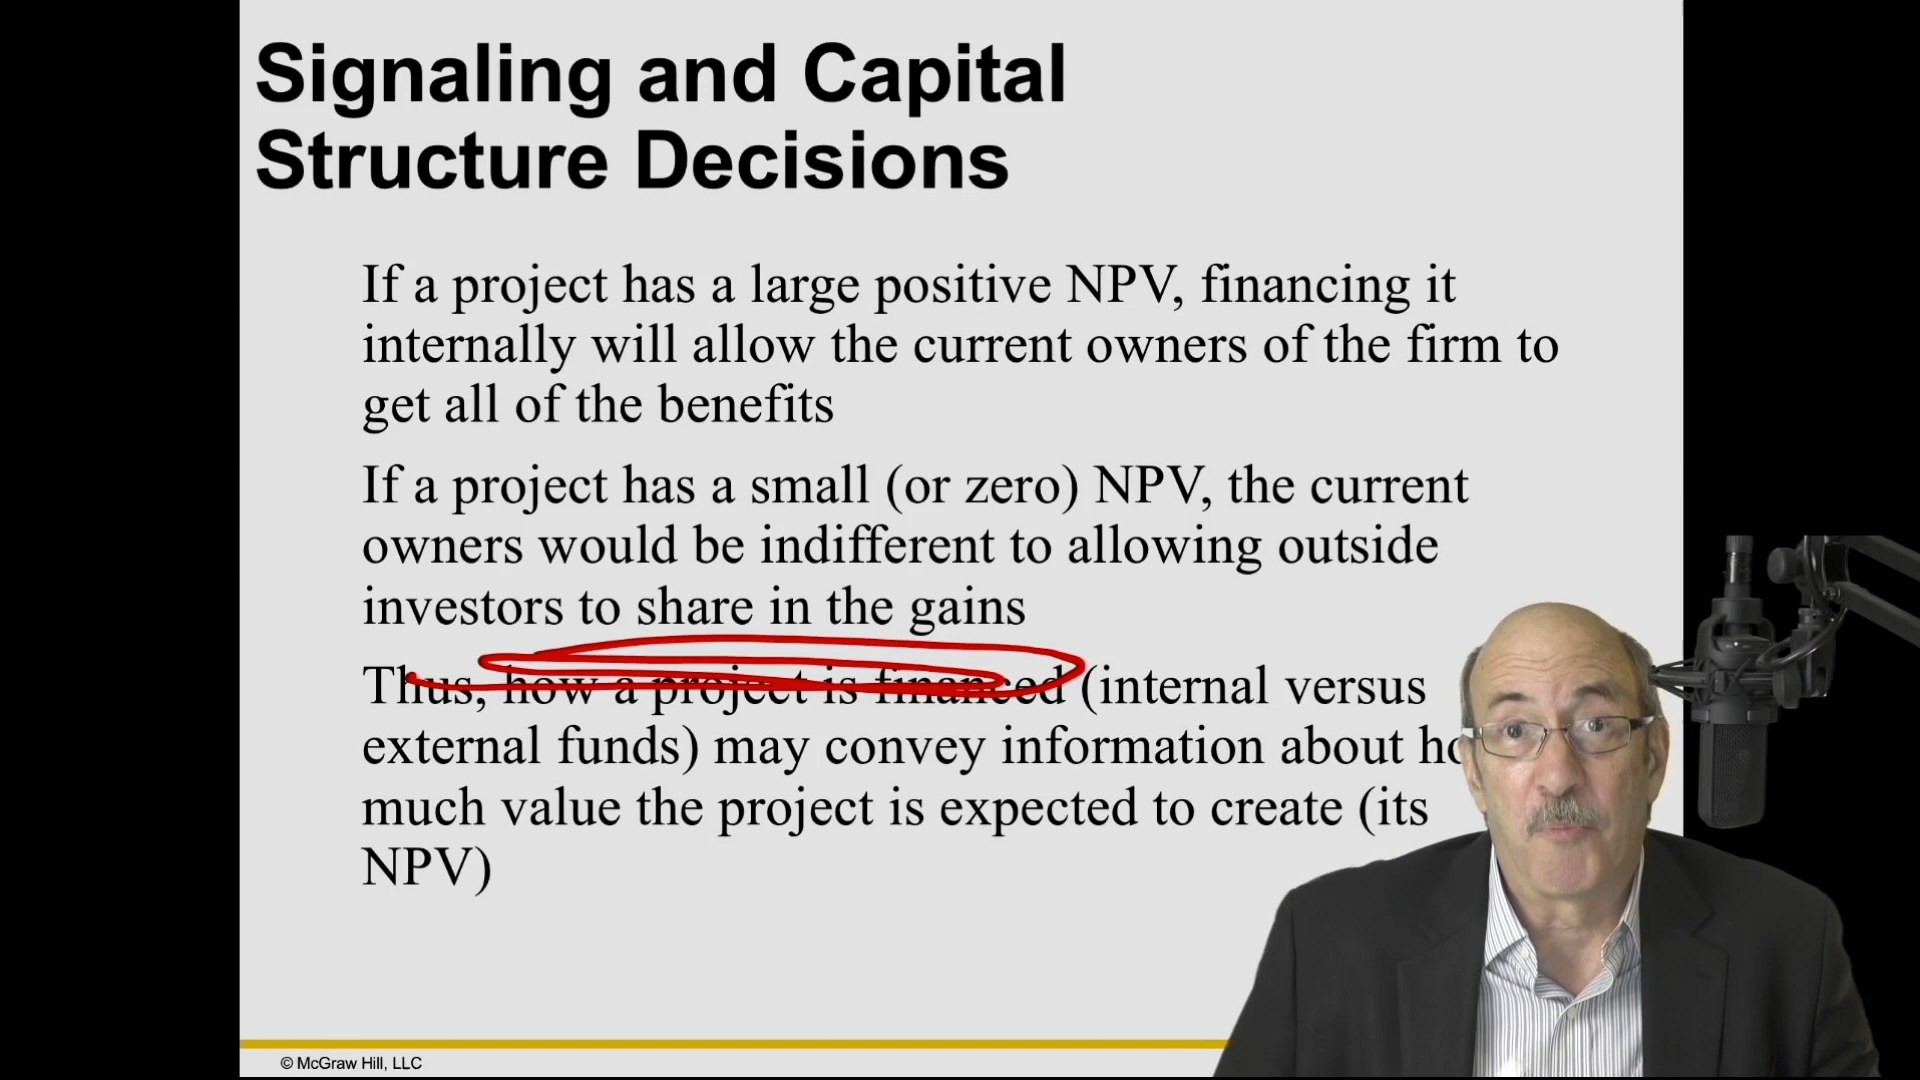 Signaling and Capital
Structure Decisions
If a project has a large positive NPV, financing it
internally will allow the current owners of the firm to
get all of the benefits
If a project has a small (or zero) NPV, the current
owners would be indifferent to allowing outside
investors to share in the gains
Thus, how a project is financed (internal versus
external funds) may convey information about
much value the project is expected to create (its
NPV)
© McGraw Hill, LLC